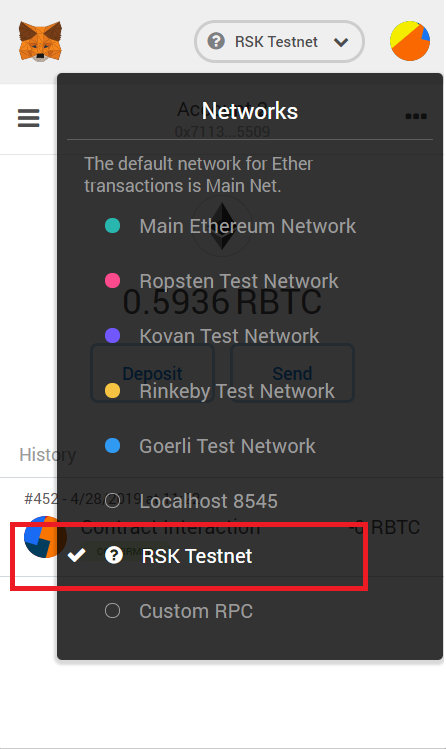 RSK Testnet
Networks
0x7113...5509
The default network for Ether
transactions is Main Net.
Main Ethereum Network
Ropsten Test Network
0.5936 RBTC
Kovan Test Network
Deposit
Send
Rinkeby Test Network
Goerli Test Network
History
Localhost 8545
#452 - 4/28/2019 at
Contract Interaction
-0 RBTC
RSK Testnet
Custom RPC